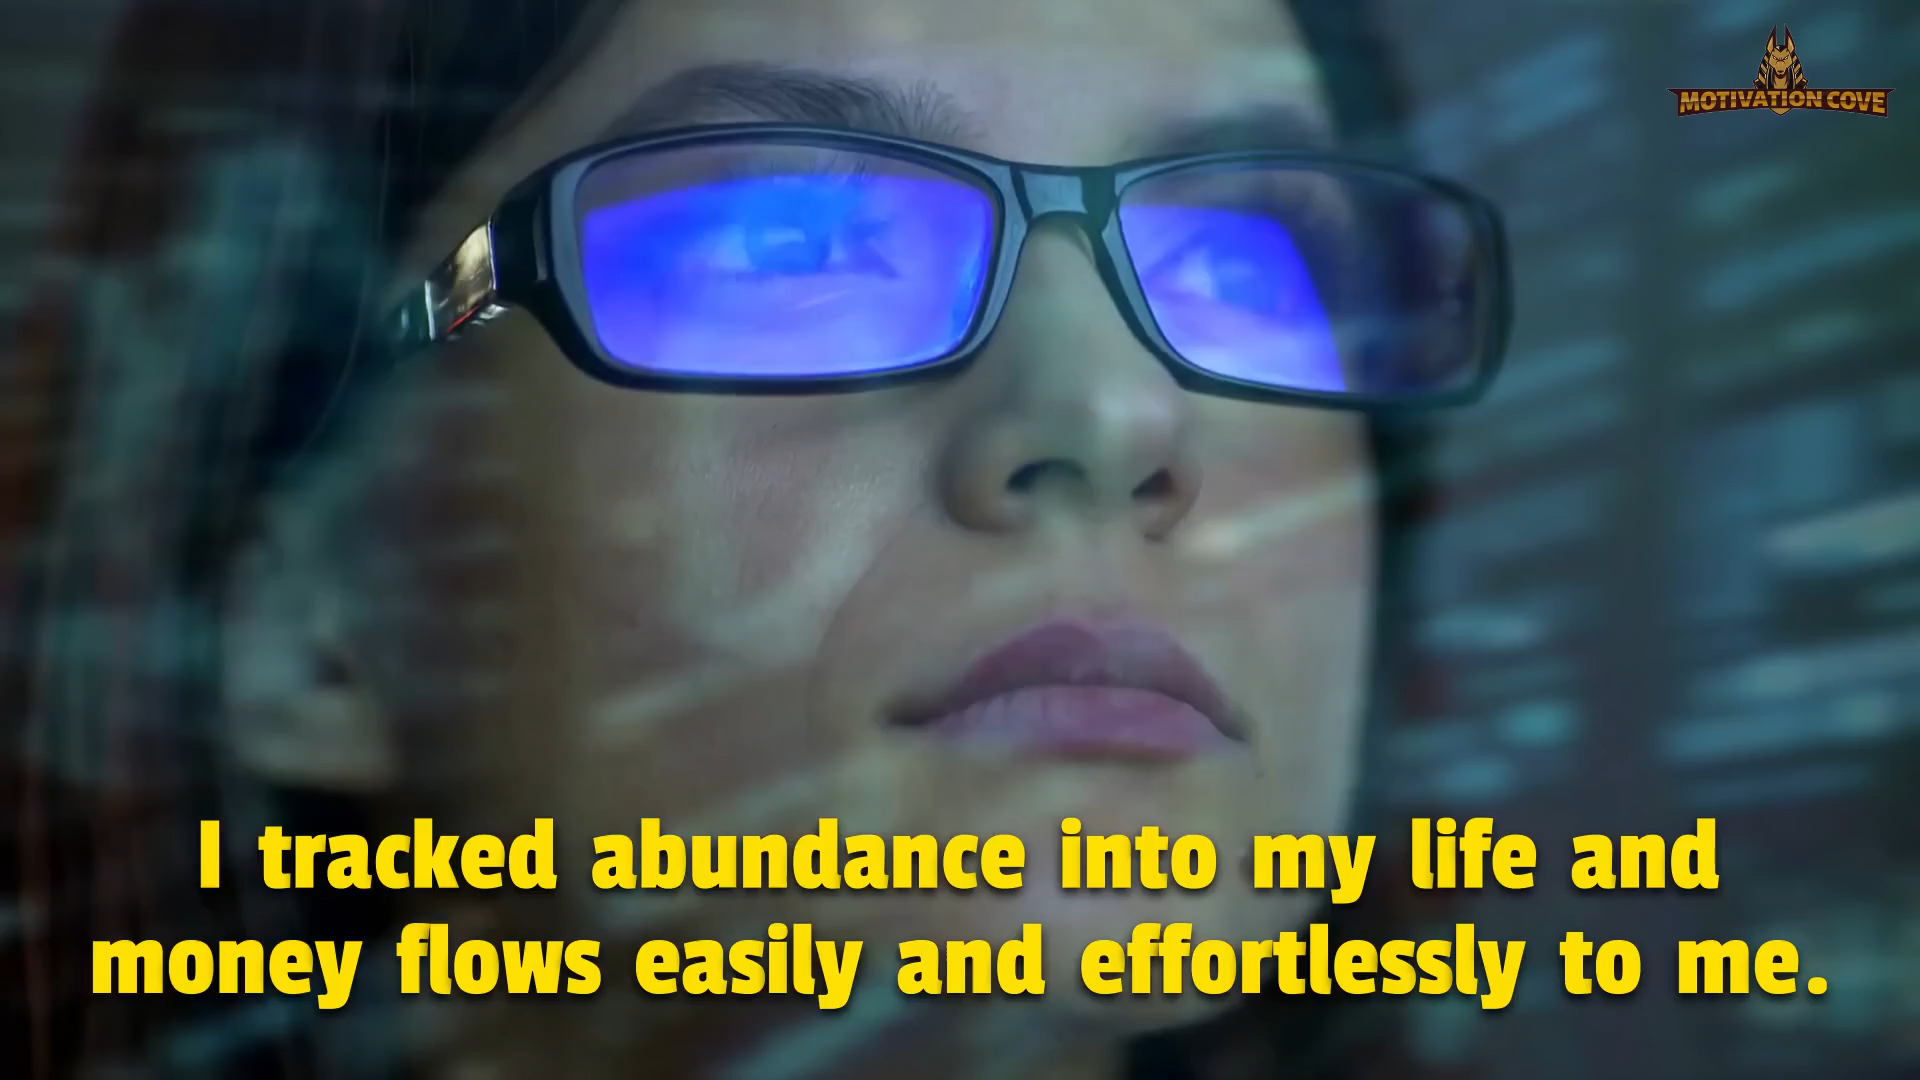 MOTIVATION COVE
I tracked abundance into my life and
money flows easily and effortlessly to me.